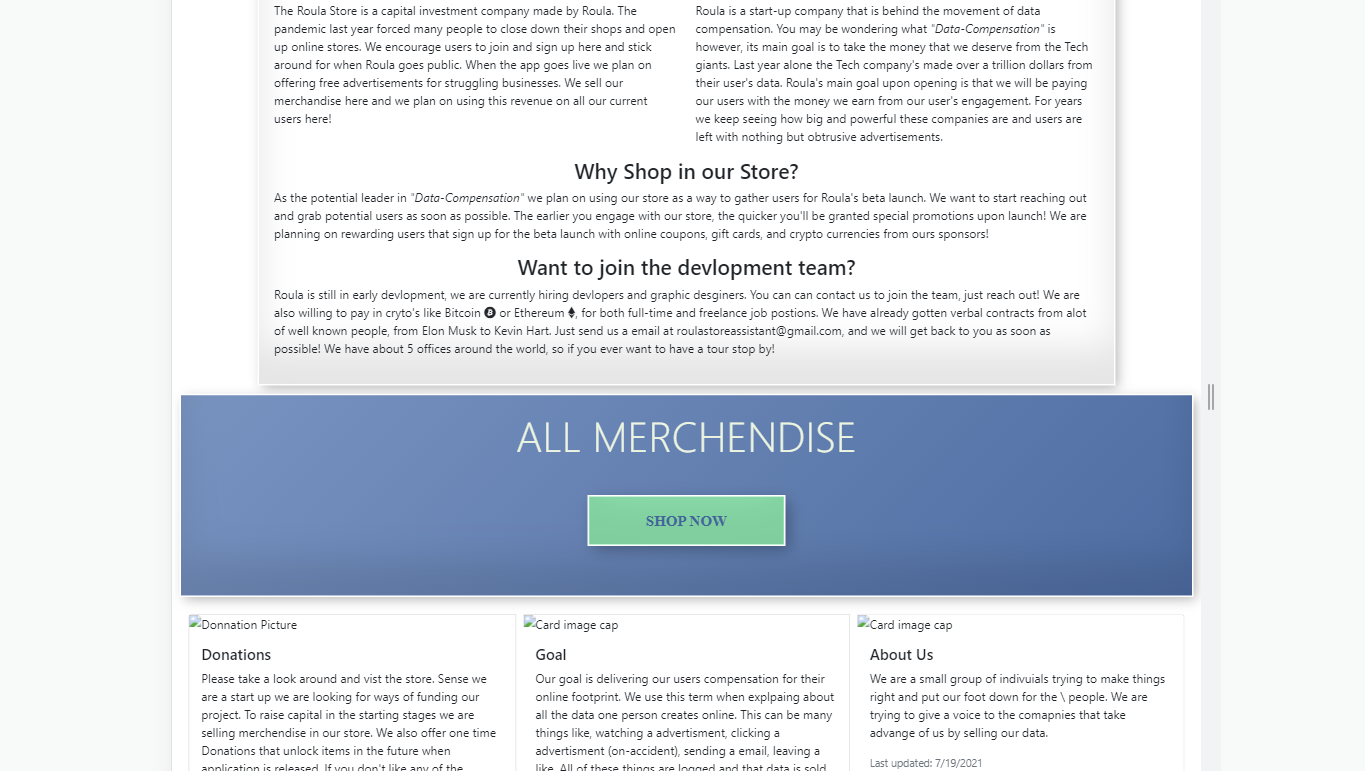 The Roula Store is a capital investment company made by Roula. The
pandemic last year forced many people to close down their shops and open
up online stores. We encourage users to join and sign up here and stick
around for when Roula goes public. When the app goes live we plan on
offering free advertisements for struggling businesses. We sell our
merchandise here and we plan on using this revenue on all our current
users here!
Roula is a start-up company that is behind the movement of data
compensation. You may be wondering what "Data-Compensation" is
however, its main goal is to take the money that we deserve from the Tech
giants. Last year alone the Tech company's made over a trillion dollars from
their user's data. Roula's main goal upon opening is that we will be paying
our users with the money we earn from our user's engagement. For years
we keep seeing how big and powerful these companies are and users are
left with nothing but obtrusive advertisements.
Why Shop in our Store?
As the potential leader in "Data-Compensation" we plan on using our store as a way to gather users for Roula's beta launch. We want to start reaching out
and grab potential users as soon as possible. The earlier you engage with our store, the quicker you'll be granted special promotions upon launch! We are
planning on rewarding users that sign up for the beta launch with online coupons, gift cards, and crypto currencies from ours sponsors!
Want to join the devlopment team?
Roula is still in early devlopment, we are currently hiring devlopers and graphic desginers. You can can contact us to join the team, just reach out! We are
also willing to pay in cryto's like Bitcoin or Ethereum , for both full-time and freelance job postions. We have already gotten verbal contracts from alot
of well known people, from Elon Musk to Kevin Hart. Just send us a email at roulastoreassistant@gmail.com, and we will get back to you as soon as
possible! We have about 5 offices around the world, so if you ever want to have a tour stop by!
ALL MERCHENDISE
SHOP NOW
Donnation Picture
Donations
Please take a look around and vist the store. Sense we
are a start up we are looking for ways of funding our
project. To raise capital in the starting stages we are
selling merchandise in our store. We also offer one time
Donations that unlock items in the future when
application is released. If you don't like any of the
Card image cap
Goal
Our goal is delivering our users compensation for their
online footprint. We use this term when explpaing about
all the data one person creates online. This can be many
things like, watching a advertisment, clicking a
advertisment (on-accident), sending a email, leaving a
like. All of these things are logged and that data is sold
Card image cap
About Us
We are a small group of indivuials trying to make things
right and put our foot down for the \ people. We are
trying to give a voice to the comapnies that take
advange of us by selling our data.
Last updated: 7/19/2021